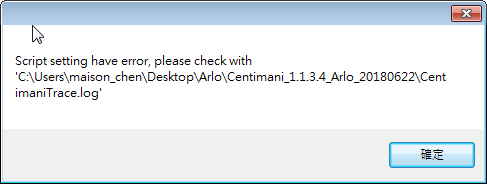 Script setting have error, please check with
'C:\Users\maison_chen\Desktop\Arlo\Centimani_1.1.3.4_Arlo_20180622\Cent
imaniTrace.log'
確定